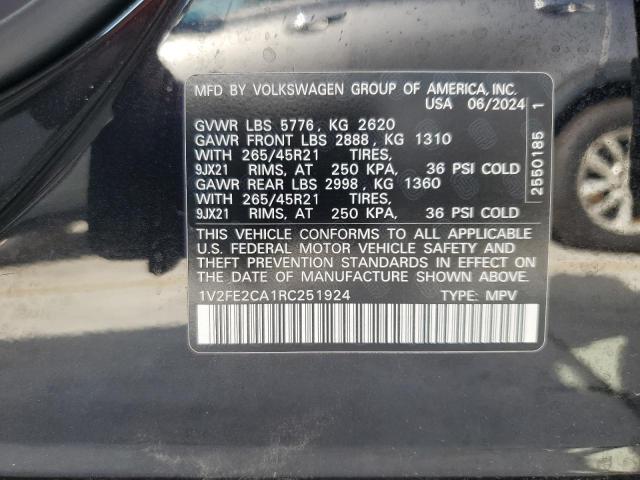 MFD BY VOLKSWAGEN GROUP OF AMERICA, INC.
USA 06/2024
GVWR LBS 5776, KG 2620
GAWR FRONT LBS 2888, KG 1310
WITH 265/45R21 TIRES,
9JX21 RIMS, AT 250 KPA, 36 PSI COLD
GAWR REAR LBS 2998, KG 1360
WITH 265/45R21 TIRES,
9JX21 RIMS, AT 250 KPA, 36 PSI COLD
THIS VEHICLE CONFORMS TO ALL APPLICABLE
U.S. FEDERAL MOTOR VEHICLE SAFETY AND
THEFT PREVENTION STANDARDS IN EFFECT ON
THE DATE OF MANUFACTURE SHOWN ABOVE.
1V2FE2CA1RC251924 TYPE: MPV
2550185 1